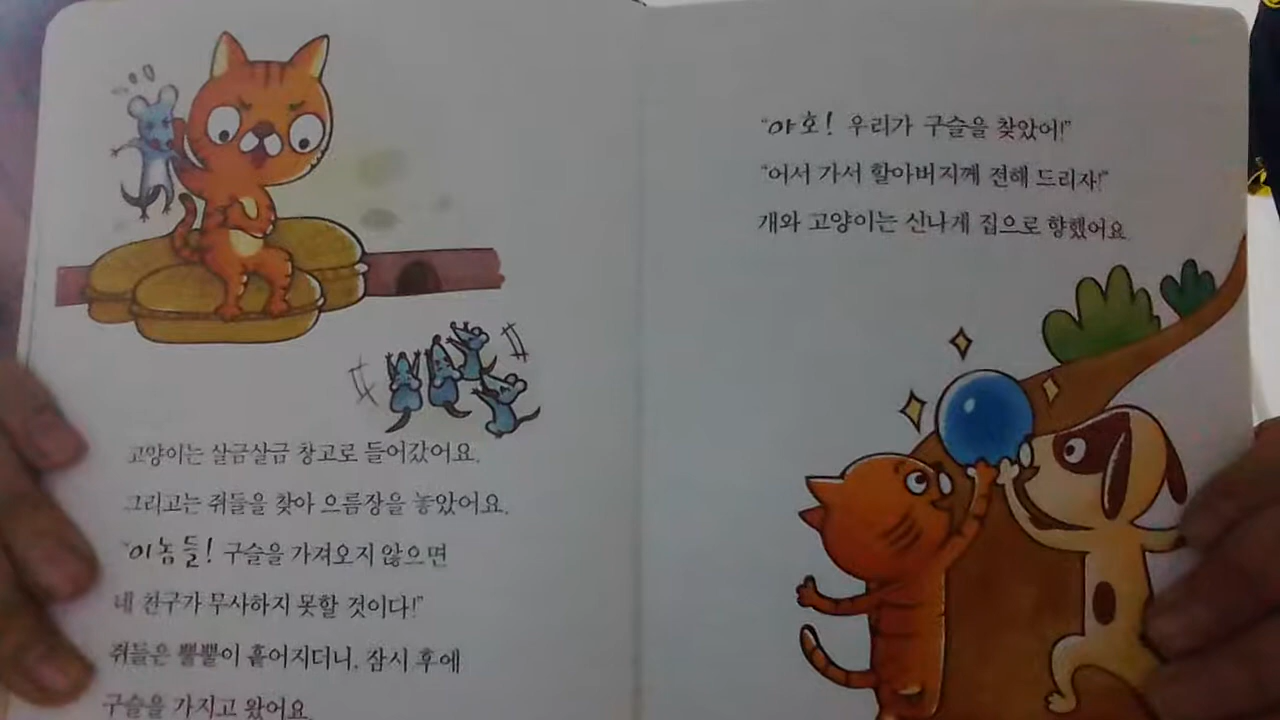 고양이는 살금살금 창고로 들어갔어요.
그리고는 쥐들을 찾아 으름장을 놓았어요.
"이놈들! 구슬을 가져오지 않으면
네 친구가 무사하지 못할 것이다!"
쥐들은 뿔뿔이 흩어지더니, 잠시 후에
구슬을 가지고 왔어요
"야호! 우리가 구슬을 찾았어!"
"어서 가서 할아버지께 전해 드리자!"
개와 고양이는 신나게 집으로 향했어요.